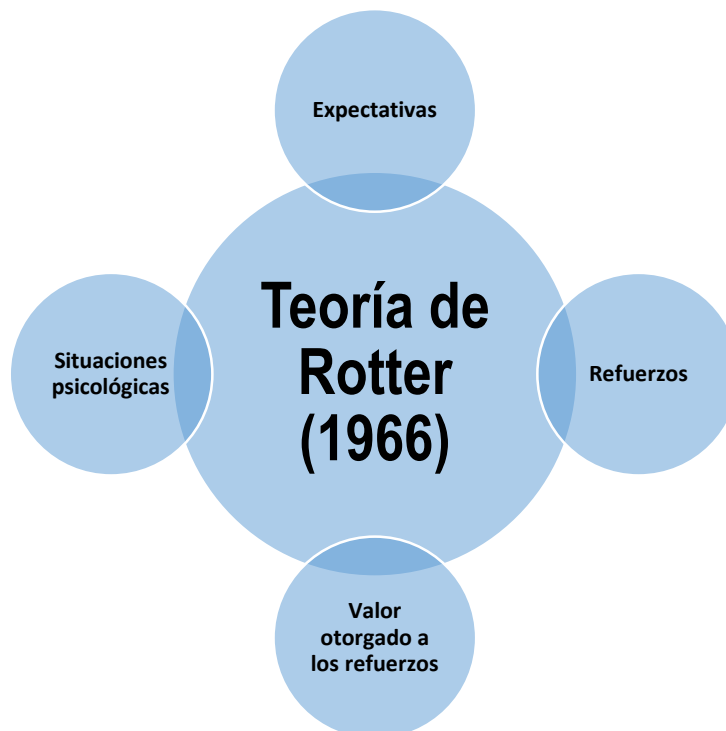 Expectativas
Teoría de
Rotter
(1966)
Situaciones
psicológicas
Refuerzos
Valor
otorgado a
los refuerzos